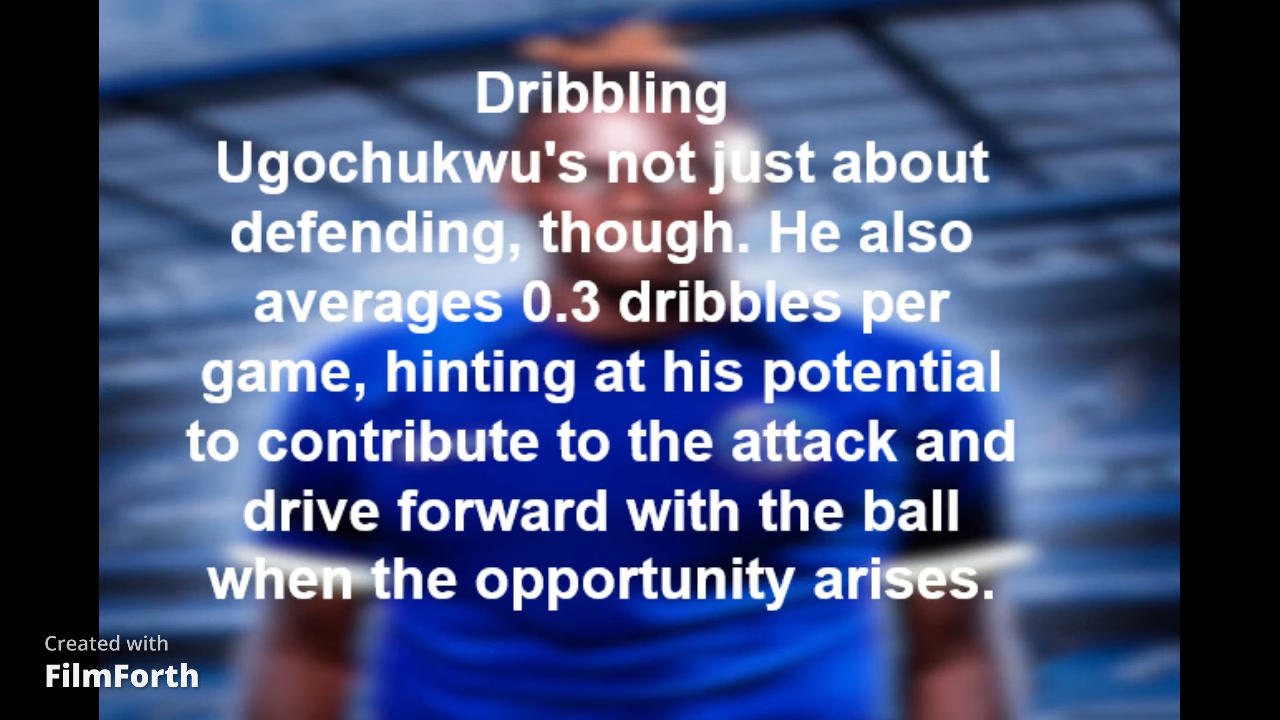 Dribbling
Ugochukwu's not just about
defending, though. He also
averages 0.3 dribbles per
game, hinting at his potential
to contribute to the attack and
drive forward with the ball
when the opportunity arises.
Created with
FilmForth